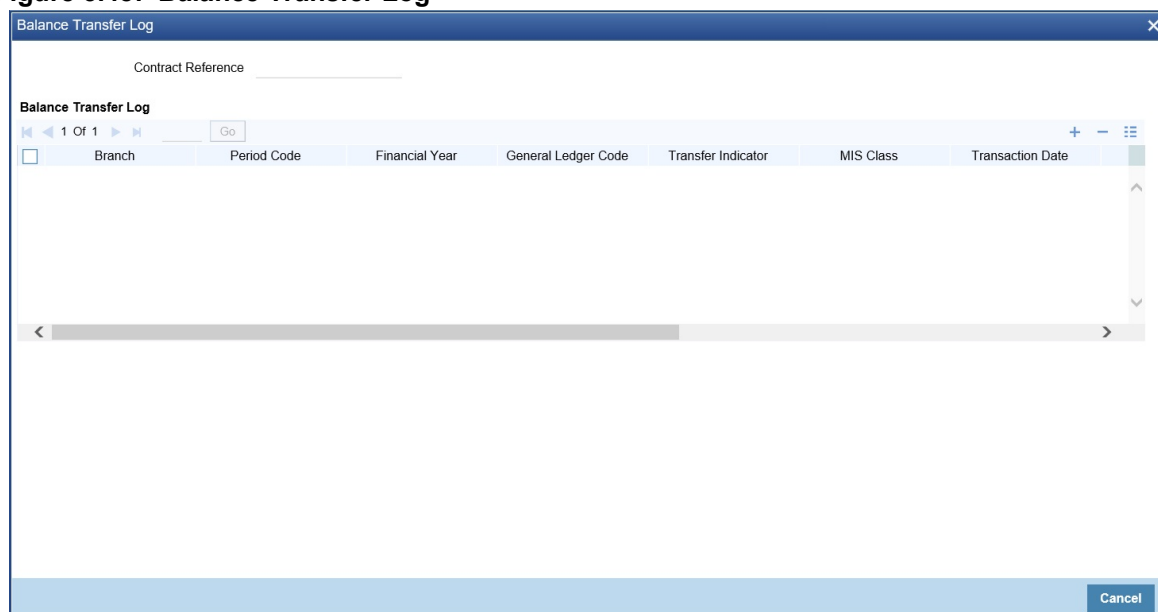 Balance Transfer Log
Contract Reference
Balance Transfer Log
1 Of 1
Go
Branch Period Code Financial Year General Ledger Code Transfer Indicator MIS Class Transaction Date
Cancel